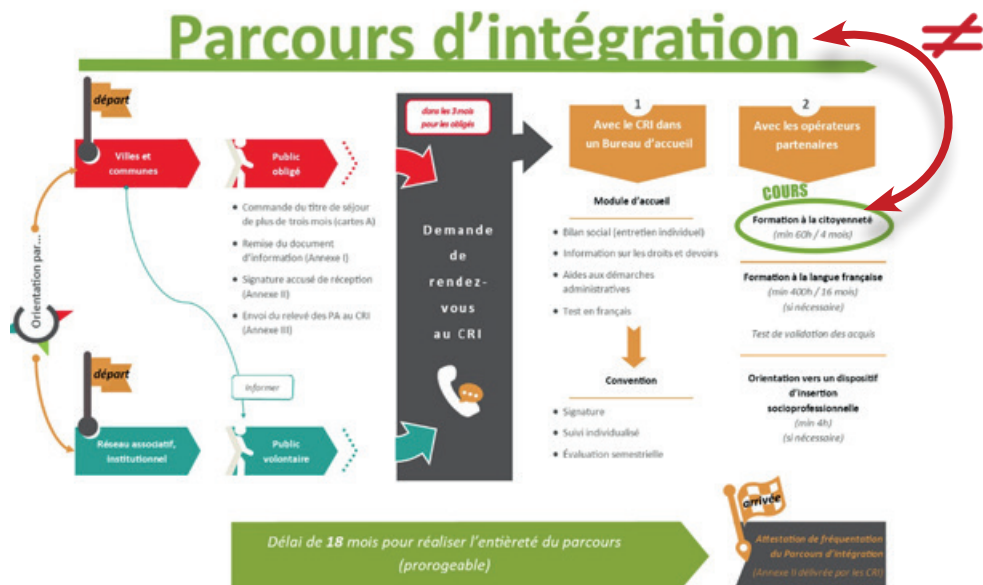 Parcours d'intégration
≠
départ
Villes et
communes
Public
obligé
• Commande du titre de séjour
de plus de trois mois (cartes A)
• Remise du document
d'information (Annexe I)
• Signature accusé de réception
(Annexe II)
• Envoi du relevé des PA au CRI
(Annexe III)
Orientation par...
départ
Informer
Réseau associatif,
institutionnel
Public
volontaire
dans les 3 mois
pour les obligés
Demande
de
rendez-
vous
au CRI
1
Avec le CRI dans
un Bureau d'accueil
Module d'accueil
• Bilan social (entretien individuel)
• Information sur les droits et devoirs
• Aides aux démarches
administratives
• Test en français
Convention
• Signature
• Suivi individualisé
• Évaluation semestrielle
2
Avec les opérateurs
partenaires
COURS
Formation à la citoyenneté
(min 60h / 4 mois)
Formation à la langue française
(min 400h / 16 mois)
(si nécessaire)
Test de validation des acquis
Orientation vers un dispositif
d'insertion
socioprofessionnelle
(min 4h)
(si nécessaire)
Délai de 18 mois pour réaliser l'entièreté du parcours
(prorogeable)
arrivée
Attestation de fréquentation
du Parcours d'intégration
(Annexe II délivrée par les CRI)